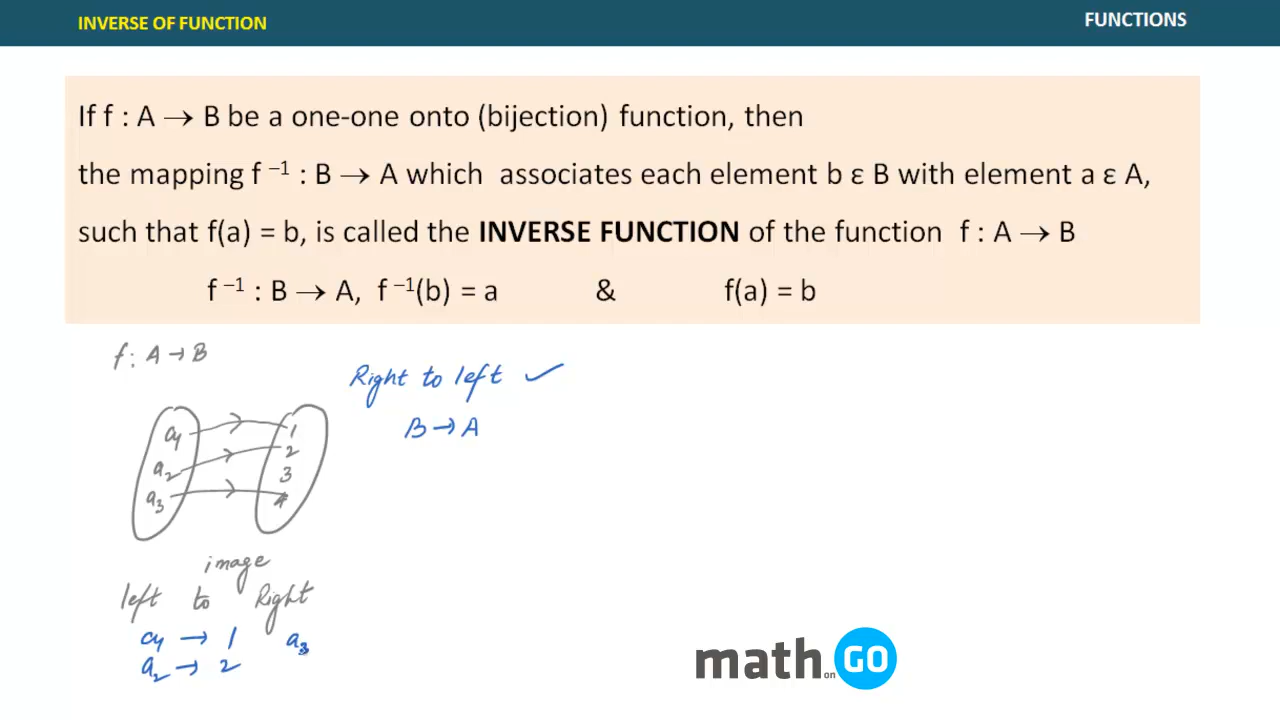 INVERSE OF FUNCTION
FUNCTIONS
If f : A → B be a one-one onto (bijection) function, then
the mapping f ⁻¹ : B → A which associates each element b ε B with element a ε A,
such that f(a) = b, is called the INVERSE FUNCTION of the function f : A → B
f ⁻¹ : B → A, f ⁻¹(b) = a & f(a) = b
f : A → B
Right to left ✓
B → A
a₁ 1
a₂ 2
3
a₃ 4
image
left to Right
a₁ → 1 a₃
a₂ → 2
math on GO